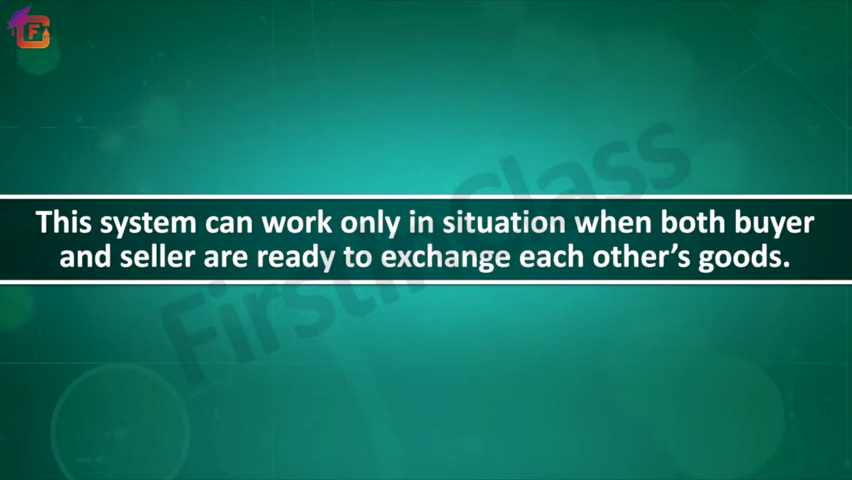 This system can work only in situation when both buyer
and seller are ready to exchange each other's goods.
FirstInClass
F